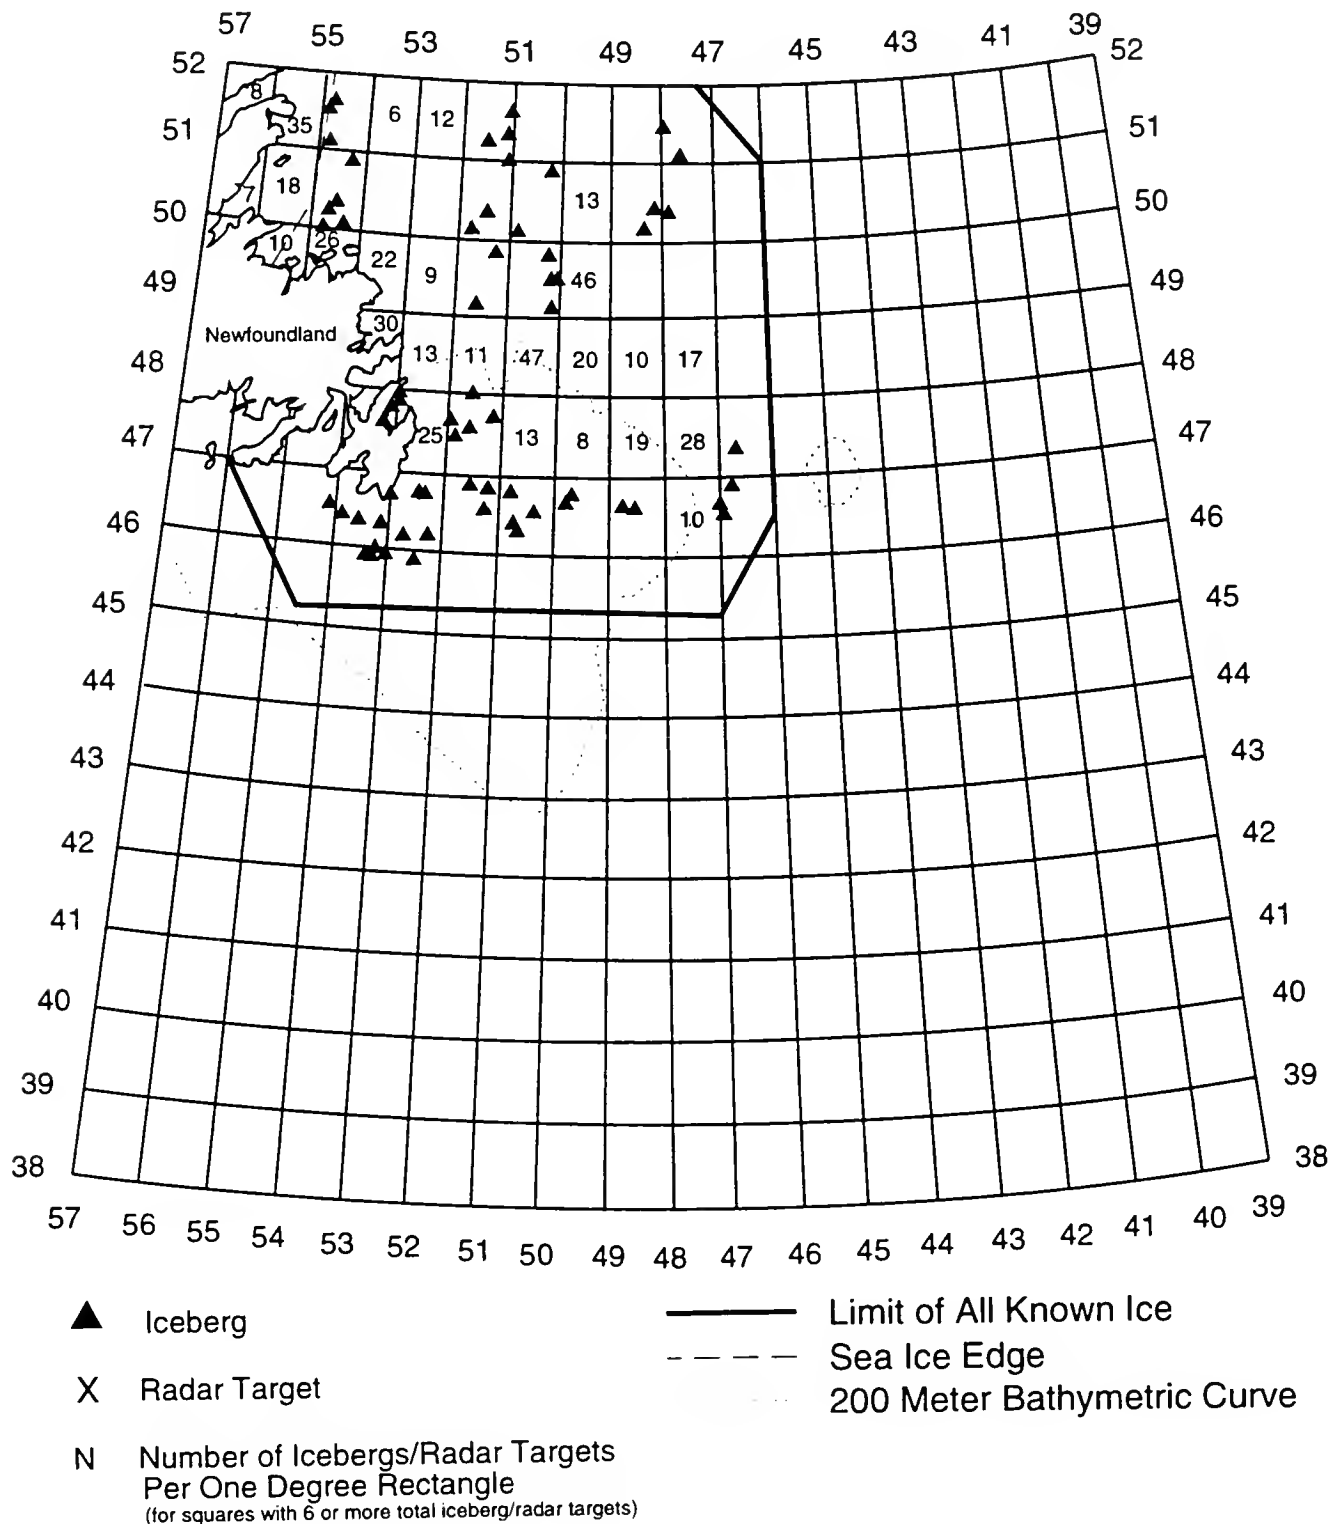 57 55 53 51 49 47 45 43 41 39
52 52
8 35 6 12
51 51
18 13
7
50 50
10 26 22 9 46
49 49
Newfoundland 30
13 11 47 20 10 17
48 48
25 13 8 19 28
47 47
10
46 46
45 45
44 44
43 43
42 42
41 41
40 40
39 39
38 38
57 56 55 54 53 52 51 50 49 48 47 46 45 44 43 42 41 40 39
Iceberg
X Radar Target
N Number of Icebergs/Radar Targets
Per One Degree Rectangle
(for squares with 6 or more total iceberg/radar targets)
Limit of All Known Ice
Sea Ice Edge
200 Meter Bathymetric Curve